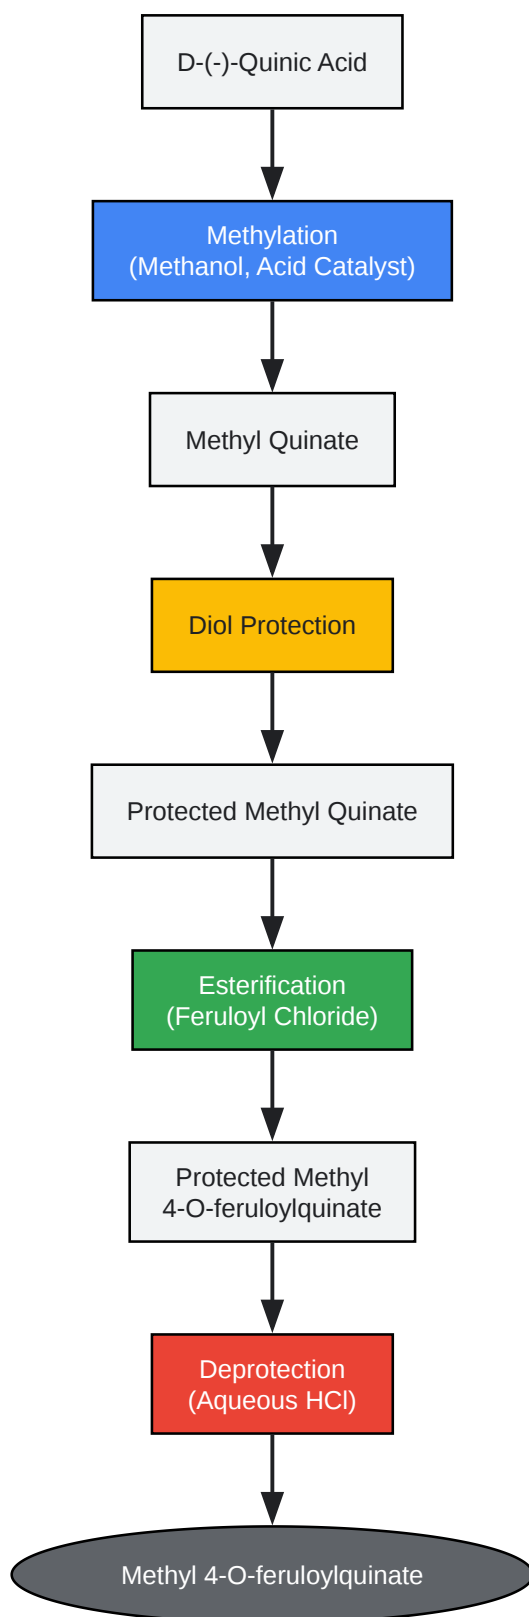 D-(-)-Quinic Acid
Methylation
(Methanol, Acid Catalyst)
Methyl Quinate
Diol Protection
Protected Methyl Quinate
Esterification
(Feruloyl Chloride)
Protected Methyl
4-O-feruloylquinate
Deprotection
(Aqueous HCl)
Methyl 4-O-feruloylquinate